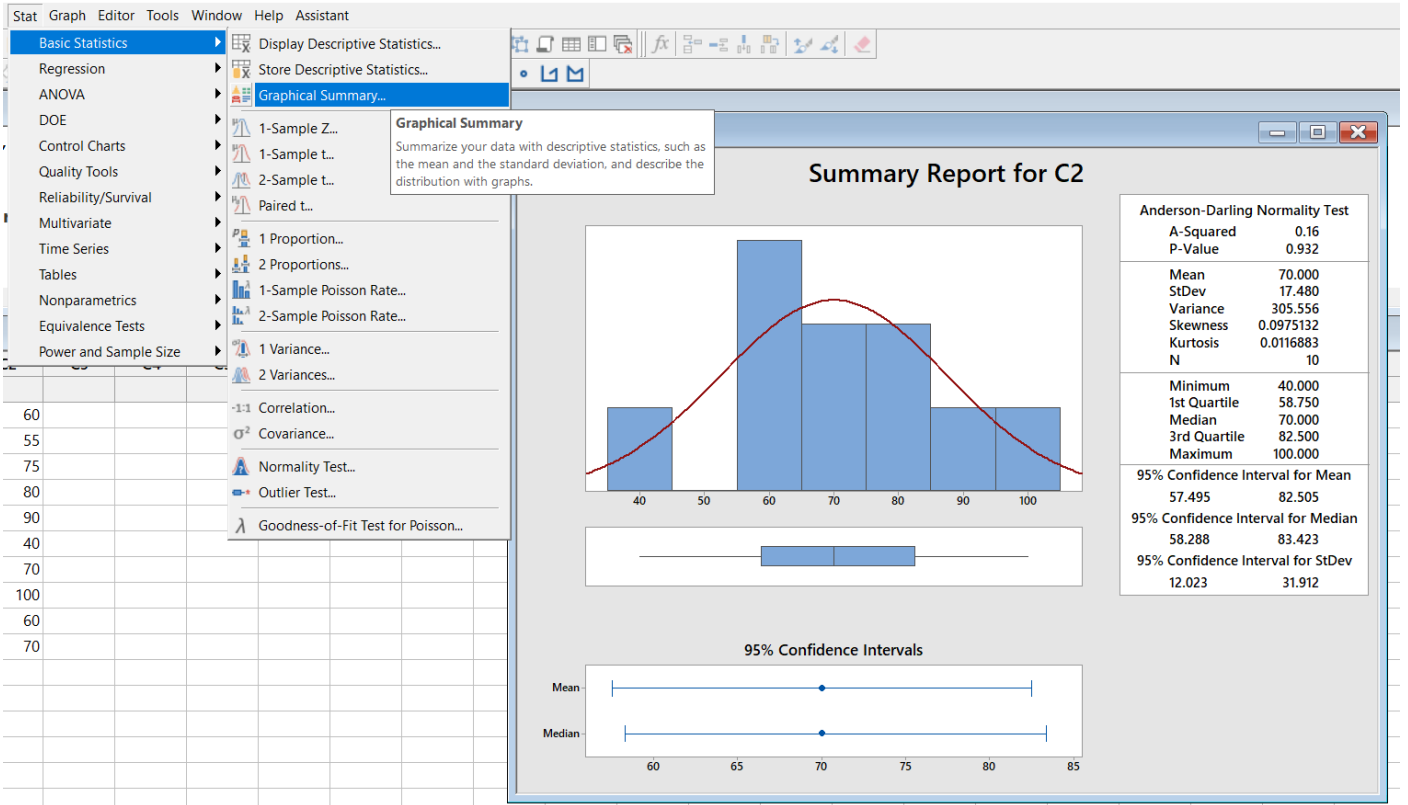 Stat Graph Editor Tools Window Help Assistant
Basic Statistics
Regression
ANOVA
DOE
Control Charts
Quality Tools
Reliability/Survival
Multivariate
Time Series
Tables
Nonparametrics
Equivalence Tests
Power and Sample Size
Display Descriptive Statistics...
Store Descriptive Statistics...
Graphical Summary...
1-Sample Z...
1-Sample t...
2-Sample t...
Paired t...
1 Proportion...
2 Proportions...
1-Sample Poisson Rate...
2-Sample Poisson Rate...
1 Variance...
2 Variances...
-1:1 Correlation...
σ² Covariance...
Normality Test...
Outlier Test...
λ Goodness-of-Fit Test for Poisson...
Graphical Summary
Summarize your data with descriptive statistics, such as
the mean and the standard deviation, and describe the
distribution with graphs.
fx
60
55
75
80
90
40
70
100
60
70
Summary Report for C2
40 50 60 70 80 90 100
Anderson-Darling Normality Test
A-Squared 0.16
P-Value 0.932
Mean 70.000
StDev 17.480
Variance 305.556
Skewness 0.0975132
Kurtosis 0.0116883
N 10
Minimum 40.000
1st Quartile 58.750
Median 70.000
3rd Quartile 82.500
Maximum 100.000
95% Confidence Interval for Mean
57.495 82.505
95% Confidence Interval for Median
58.288 83.423
95% Confidence Interval for StDev
12.023 31.912
95% Confidence Intervals
Mean
Median
60 65 70 75 80 85